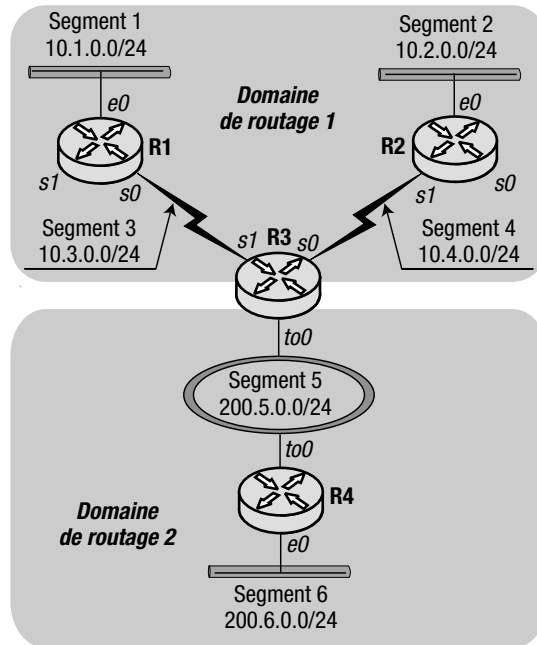 Segment 1
10.1.0.0/24
Segment 2
10.2.0.0/24
e0
Domaine
de routage 1
e0
R1
R2
s1
s0
s1
s0
Segment 3
10.3.0.0/24
s1
R3
s0
Segment 4
10.4.0.0/24
to0
Segment 5
200.5.0.0/24
to0
R4
Domaine
de routage 2
e0
Segment 6
200.6.0.0/24